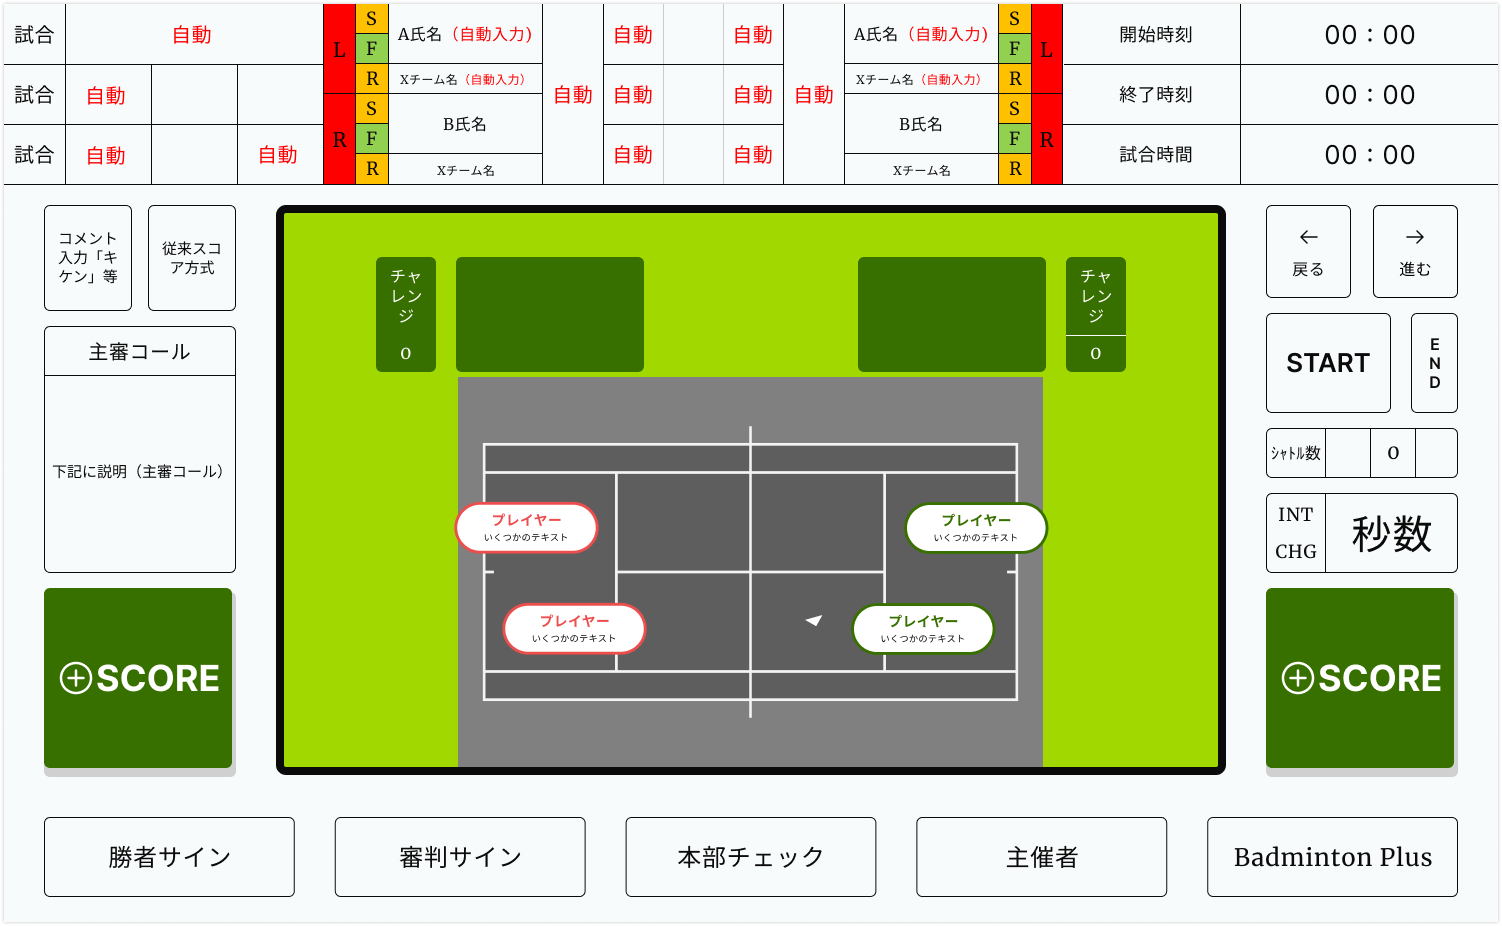 試合 自動 L S A氏名（自動入力） 自動 自動 A氏名（自動入力） S L 開始時刻 00：00
F F
R Xチーム名（自動入力） Xチーム名（自動入力） R
試合 自動 自動 自動 自動 自動 終了時刻 00：00
R S B氏名 B氏名 S R
F F
試合 自動 自動 自動 自動 試合時間 00：00
R Xチーム名 Xチーム名 R
コメント
入力「キ
ケン」等
従来スコ
ア方式
主審コール
下記に説明（主審コール）
SCORE
チャ
レン
ジ
0
チャ
レン
ジ
0
プレイヤー
いくつかのテキスト
プレイヤー
いくつかのテキスト
プレイヤー
いくつかのテキスト
プレイヤー
いくつかのテキスト
←
戻る
→
進む
START
E
N
D
ｼｬﾄﾙ数 0
INT
CHG
秒数
SCORE
勝者サイン
審判サイン
本部チェック
主催者
Badminton Plus